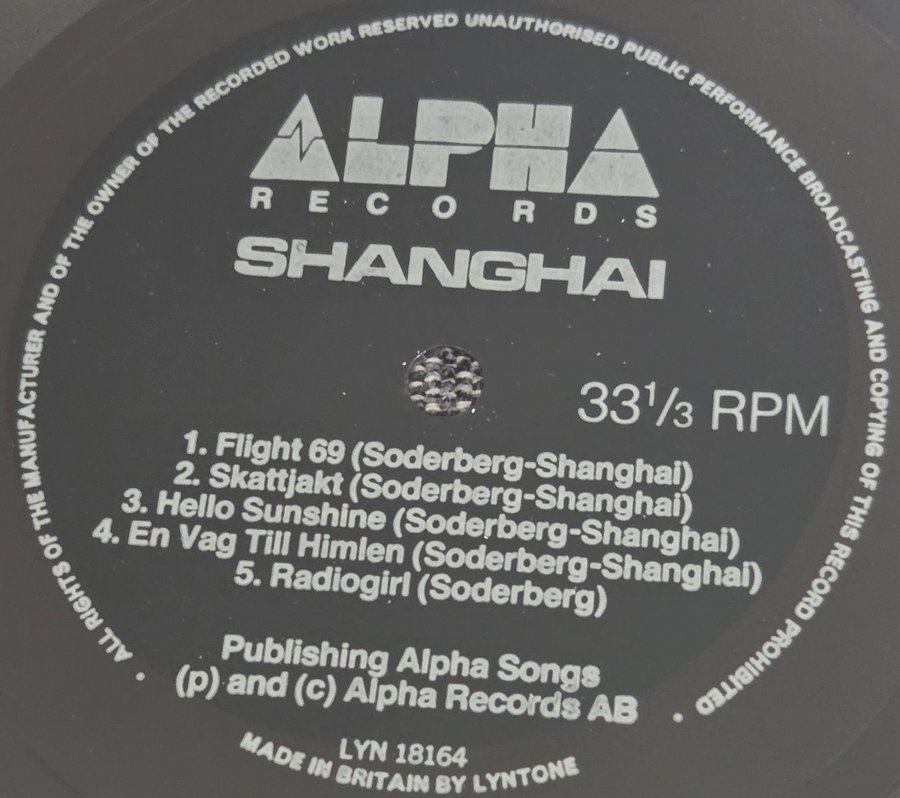 ALL RIGHTS OF THE MANUFACTURER AND OF THE OWNER OF THE RECORDED WORK RESERVED UNAUTHORISED PUBLIC PERFORMANCE BROADCASTING AND COPYING OF THIS RECORD PROHIBITED
ALPHA
RECORDS
SHANGHAI
33 1/3 RPM
1. Flight 69 (Soderberg-Shanghai)
2. Skattjakt (Soderberg-Shanghai)
3. Hello Sunshine (Soderberg-Shanghai)
4. En Vag Till Himlen (Soderberg-Shanghai)
5. Radiogirl (Soderberg)
Publishing Alpha Songs
(p) and (c) Alpha Records AB
LYN 18164
MADE IN BRITAIN BY LYNTONE